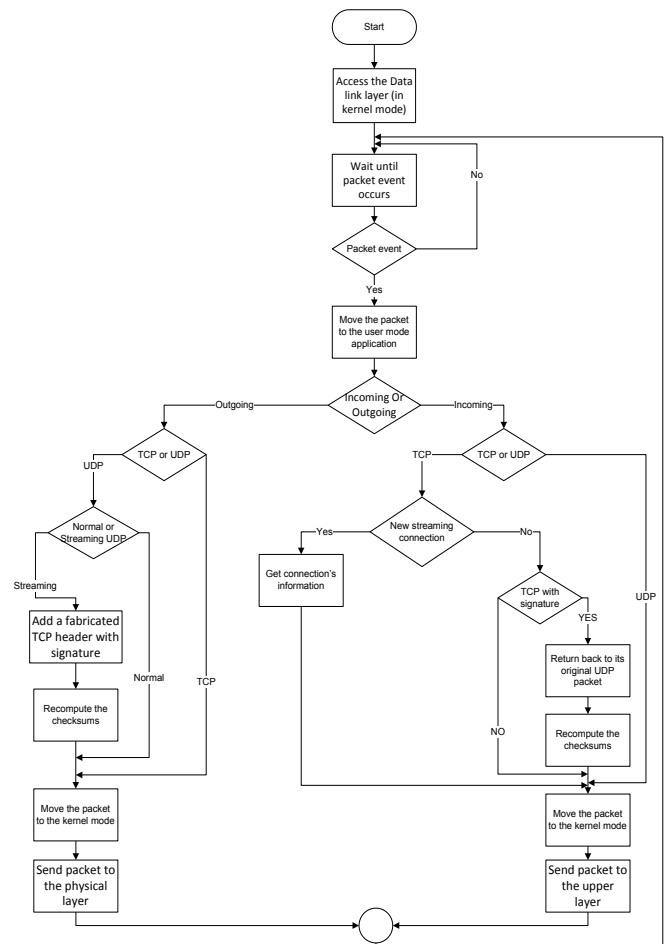 Start
Access the Data
link layer (in
kernel mode)
Wait until
packet event
occurs
No
Packet event
Yes
Move the packet
to the user mode
application
Incoming Or
Outgoing
Outgoing
Incoming
TCP or UDP
TCP or UDP
UDP
TCP
Normal or
Streaming UDP
New streaming
connection
Yes
No
Get connection's
information
Streaming
TCP with
signature
UDP
YES
Add a fabricated
TCP header with
signature
Return back to its
original UDP
packet
Normal
TCP
Recompute the
checksums
NO
Recompute the
checksums
Move the packet
to the kernel mode
Move the packet
to the kernel mode
Send packet to
the physical
layer
Send packet to
the upper
layer